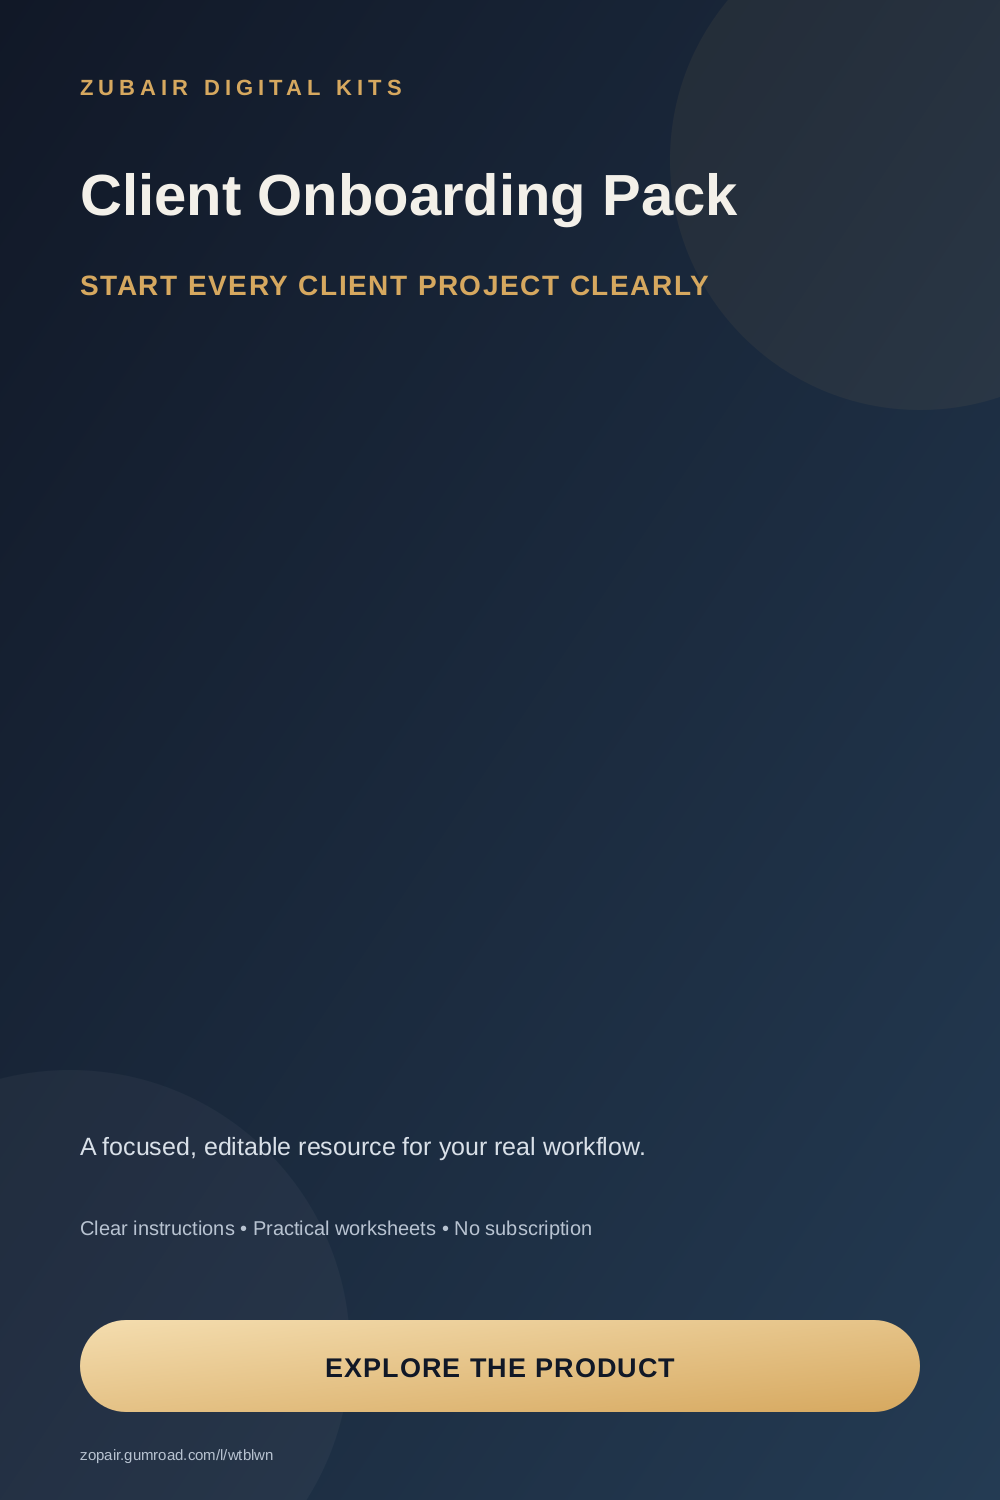 ZUBAIR DIGITAL KITS
Client Onboarding Pack
START EVERY CLIENT PROJECT CLEARLY
A focused, editable resource for your real workflow.
Clear instructions • Practical worksheets • No subscription
EXPLORE THE PRODUCT
zopair.gumroad.com/l/wtblwn